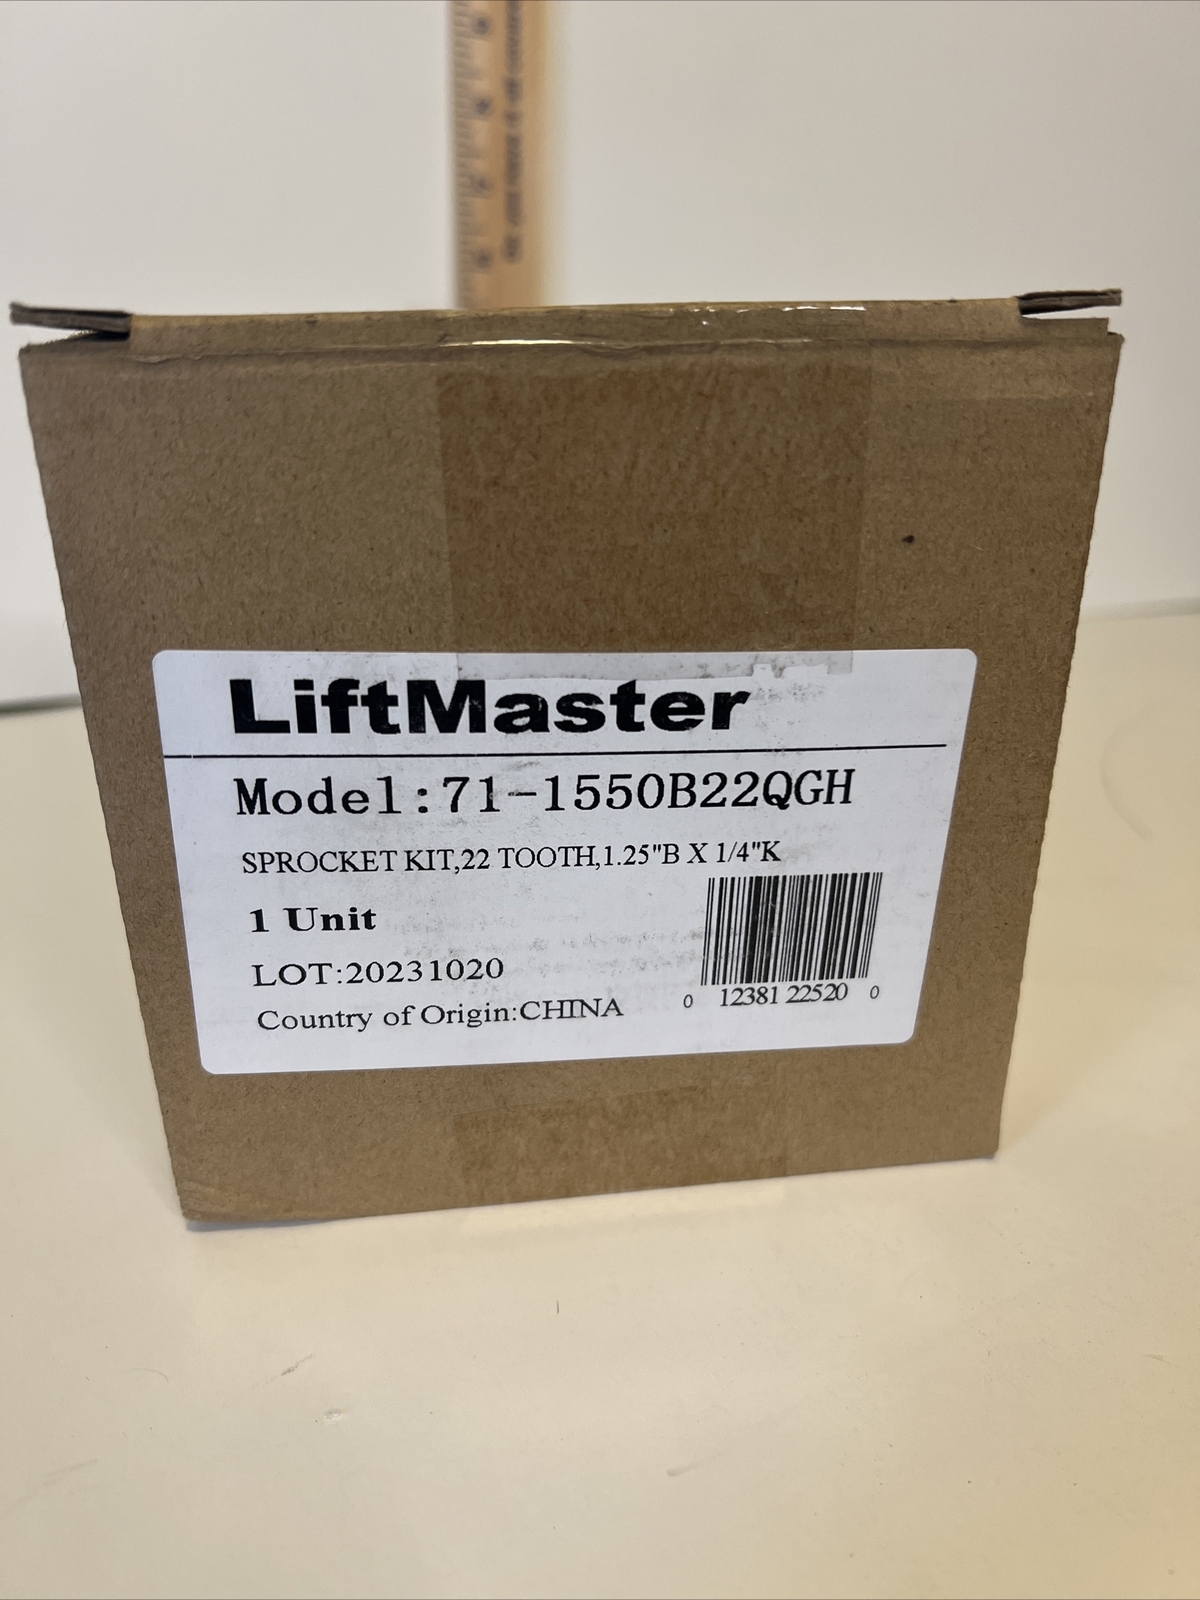 LiftMaster
Model:71-1550B22QGH
SPROCKET KIT,22 TOOTH,1.25"B X 1/4"K
1 Unit
LOT:20231020
Country of Origin:CHINA
0 12381 22520 0